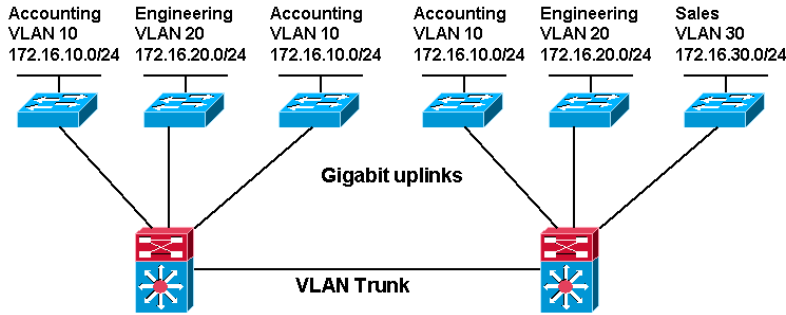 Accounting
VLAN 10
172.16.10.0/24
Engineering
VLAN 20
172.16.20.0/24
Accounting
VLAN 10
172.16.10.0/24
Accounting
VLAN 10
172.16.10.0/24
Engineering
VLAN 20
172.16.20.0/24
Sales
VLAN 30
172.16.30.0/24
Gigabit uplinks
VLAN Trunk